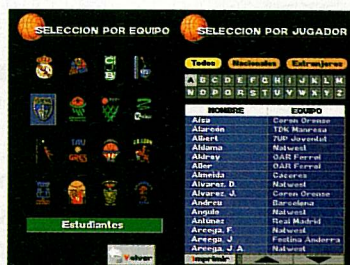 SELECCION POR EQUIPO
Estudiantes
Volver
SELECCION POR JUGADOR
Todos Nacionales Extranjeros
A B C D E F G H I J K L M
N O P Q R S T U V W X Y Z
NOMBRE EQUIPO
Aisa Coren Orense
Alarcón TDK Manresa
Albert 7UP Joventut
Aldama Natwest
Aldrey OAR Ferrol
Aller OAR Ferrol
Almeida Caceres
Alvarez, D. Natwest
Alvarez, J. Coren Orense
Andreu Barcelona
Angulo Natwest
Antúnez Real Madrid
Arcega, F. Natwest
Arcega, J. Festina Andorra
Arcega, J. A. Natwest
Imprimir